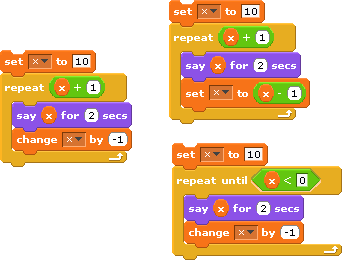 set x to 10
repeat x + 1
say x for 2 secs
change x by -1
set x to 10
repeat x + 1
say x for 2 secs
set x to x - 1
set x to 10
repeat until x < 0
say x for 2 secs
change x by -1